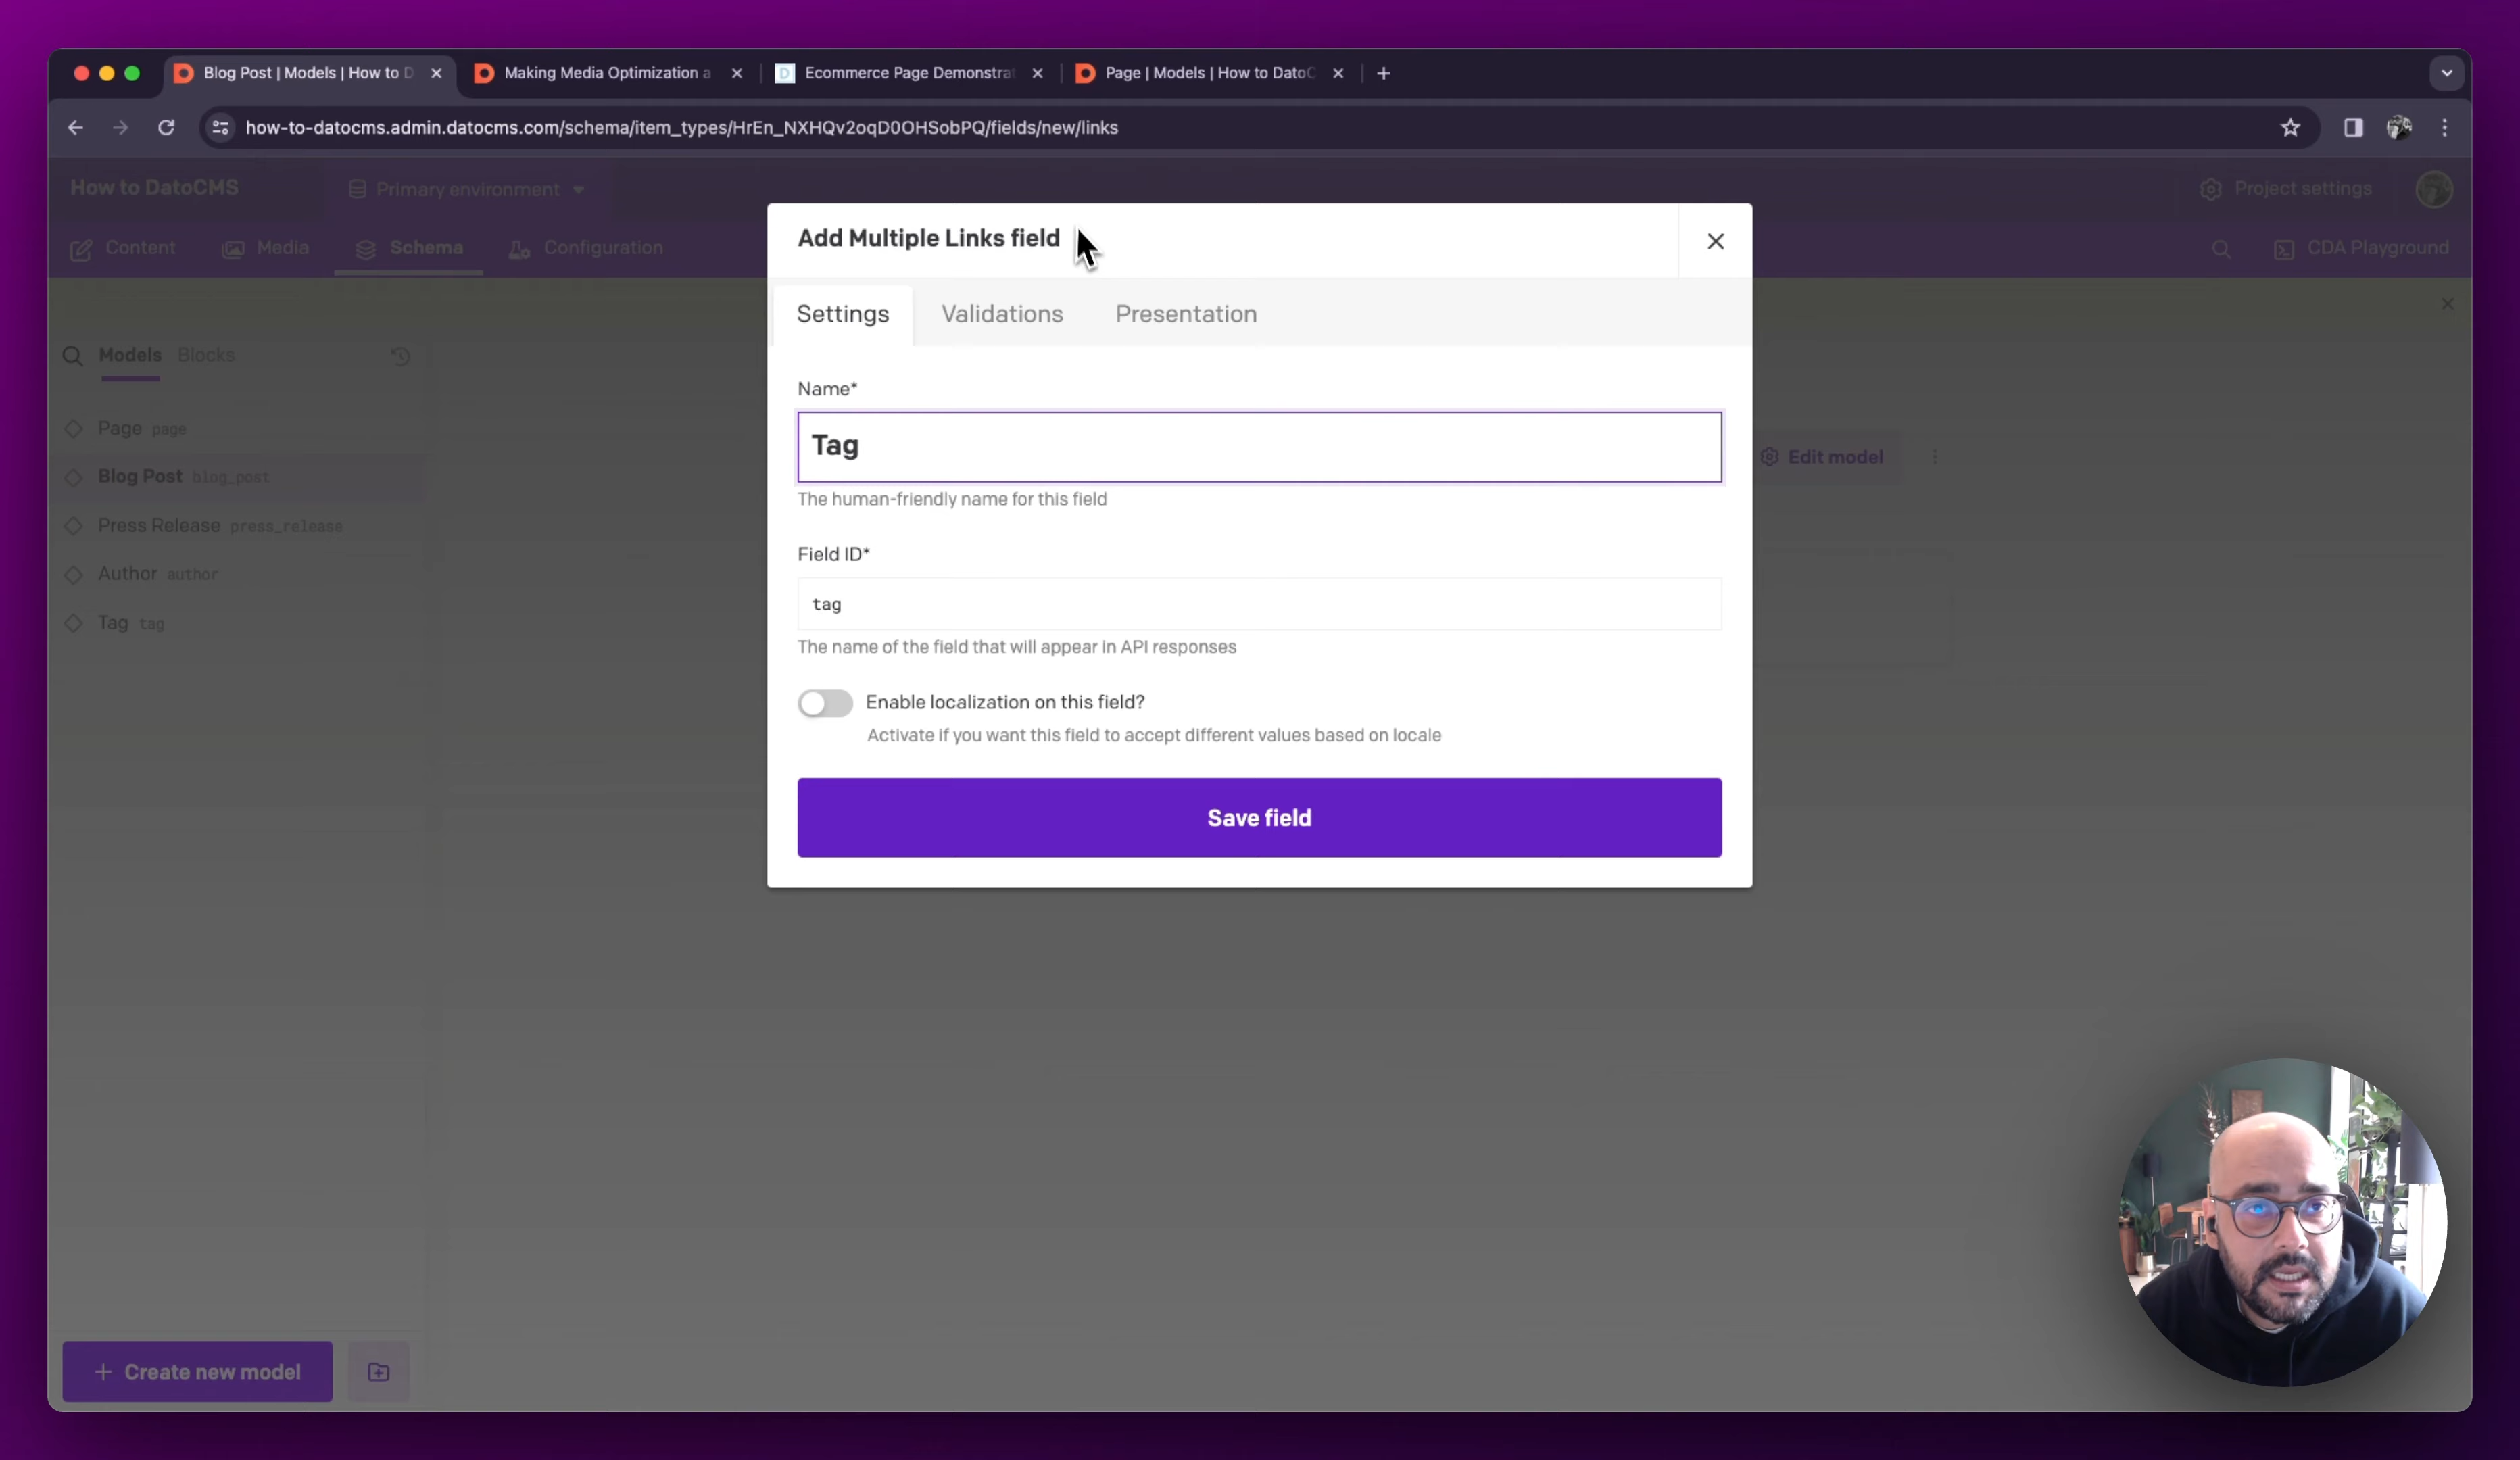 Blog Post | Models | How to D
Making Media Optimization a
Ecommerce Page Demonstrat
Page | Models | How to DatoC
how-to-datocms.admin.datocms.com/schema/item_types/HrEn_NXHQv2oqD0OHSobPQ/fields/new/links
How to DatoCMS
Primary environment
Project settings
Content
Media
Schema
Configuration
CDA Playground
Add Multiple Links field
Settings
Validations
Presentation
Models
Blocks
Page page
Blog Post blog_post
Press Release press_release
Author author
Tag tag
Name*
Tag
The human-friendly name for this field
Edit model
Field ID*
tag
The name of the field that will appear in API responses
Enable localization on this field?
Activate if you want this field to accept different values based on locale
Save field
+ Create new model